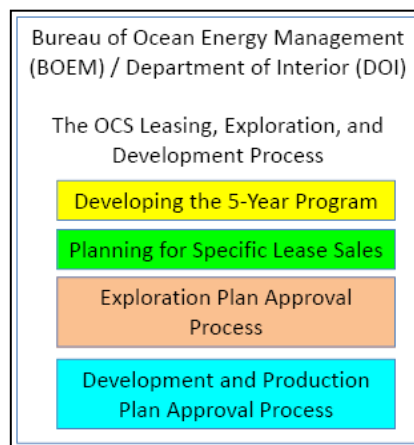 Bureau of Ocean Energy Management
(BOEM) / Department of Interior (DOI)
The OCS Leasing, Exploration, and
Development Process
Developing the 5-Year Program
Planning for Specific Lease Sales
Exploration Plan Approval
Process
Development and Production
Plan Approval Process